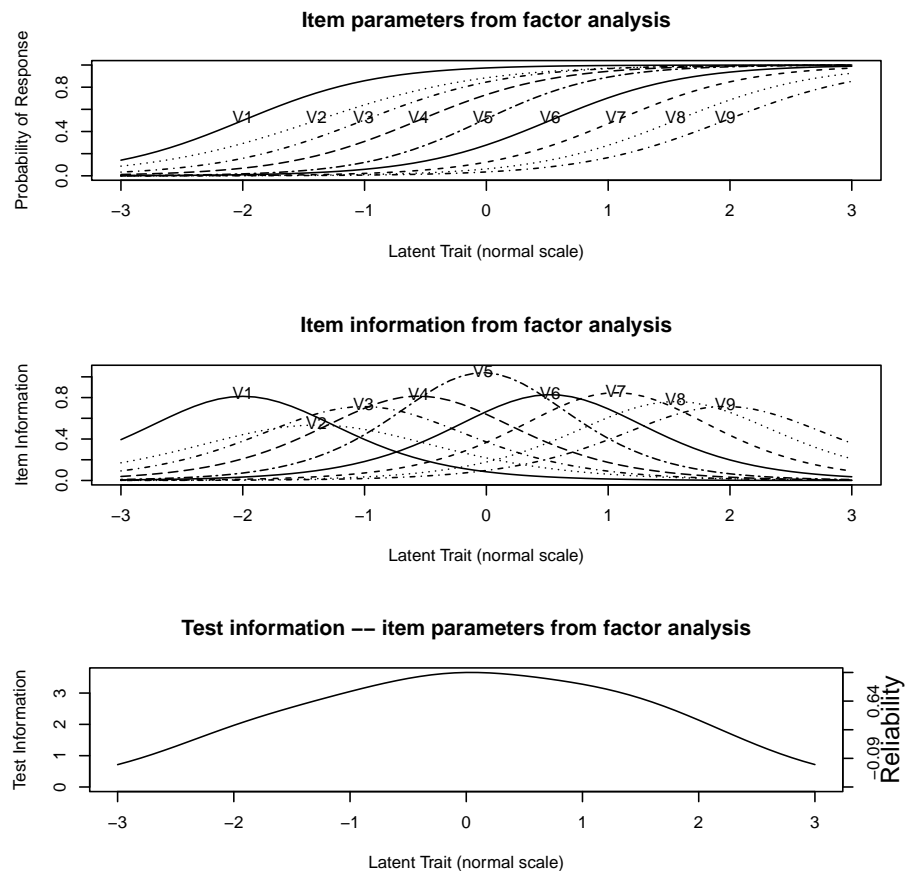 Item parameters from factor analysis
Probability of Response
0.0 0.4 0.8
V1 V2 V3 V4 V5 V6 V7 V8 V9
−3 −2 −1 0 1 2 3
Latent Trait (normal scale)
Item information from factor analysis
Item Information
0.0 0.4 0.8
V1 V2 V3 V4 V5 V6 V7 V8 V9
−3 −2 −1 0 1 2 3
Latent Trait (normal scale)
Test information −− item parameters from factor analysis
Test Information
0 1 2 3
−0.09 0.64
Reliability
−3 −2 −1 0 1 2 3
Latent Trait (normal scale)